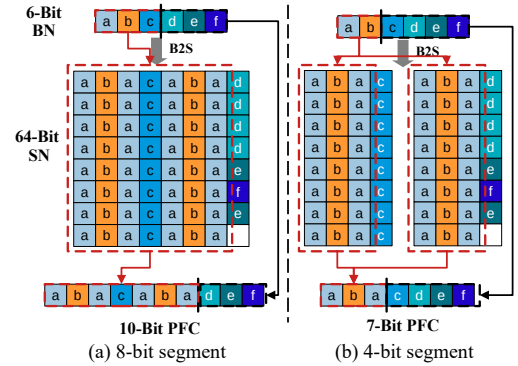 6-Bit BN
a b c d e f
B2S
64-Bit SN
a b a c a b a d
a b a c a b a d
a b a c a b a d
a b a c a b a d
a b a c a b a e
a b a c a b a f
a b a c a b a e
a b a c a b a
a b a c a b a d e f
10-Bit PFC
(a) 8-bit segment
a b c d e f
B2S
a b a c a b a d
a b a c a b a d
a b a c a b a d
a b a c a b a d
a b a c a b a e
a b a c a b a f
a b a c a b a e
a b a c a b a
a b a c d e f
7-Bit PFC
(b) 4-bit segment